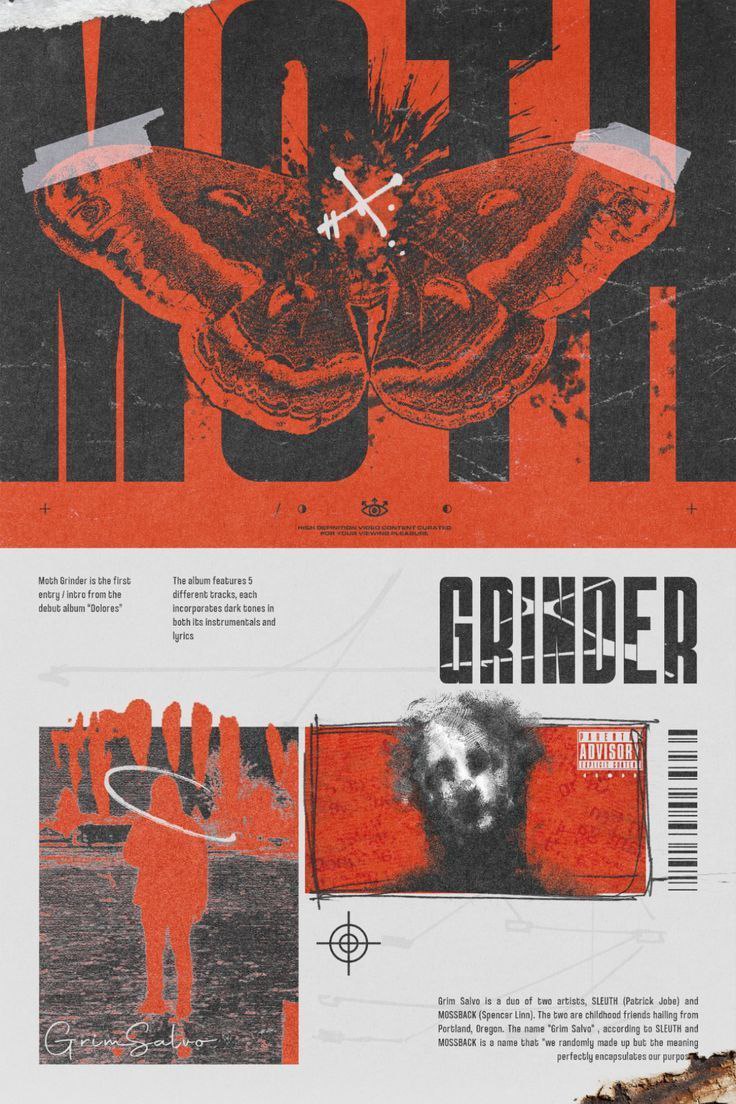 MOTH
HIGH DEFINITION VIDEO CONTENT CURATED
FOR YOUR VIEWING PLEASURE
Moth Grinder is the first
entry / intro from the
debut album "Dolores"
The album features 5
different tracks, each
incorporates dark tones in
both its instrumentals and
lyrics
GRINDER
PARENTAL
ADVISORY
EXPLICIT CONTENT
GrimSalvo
Grim Salvo is a duo of two artists, SLEUTH (Patrick Jobe) and
MOSSBACK (Spencer Linn). The two are childhood friends hailing from
Portland, Oregon. The name "Grim Salvo" , according to SLEUTH and
MOSSBACK is a name that "we randomly made up but the meaning
perfectly encapsulates our purpos